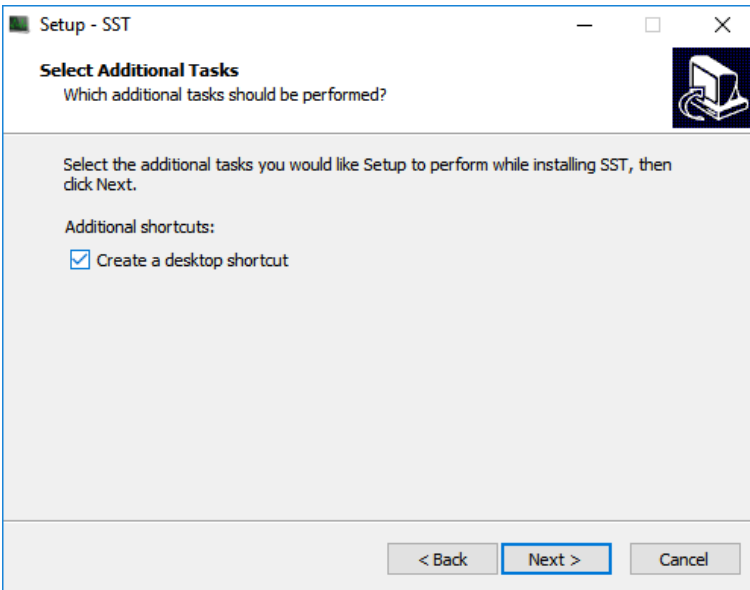 Setup - SST
Select Additional Tasks
Which additional tasks should be performed?
Select the additional tasks you would like Setup to perform while installing SST, then
click Next.
Additional shortcuts:
Create a desktop shortcut
< Back
Next >
Cancel